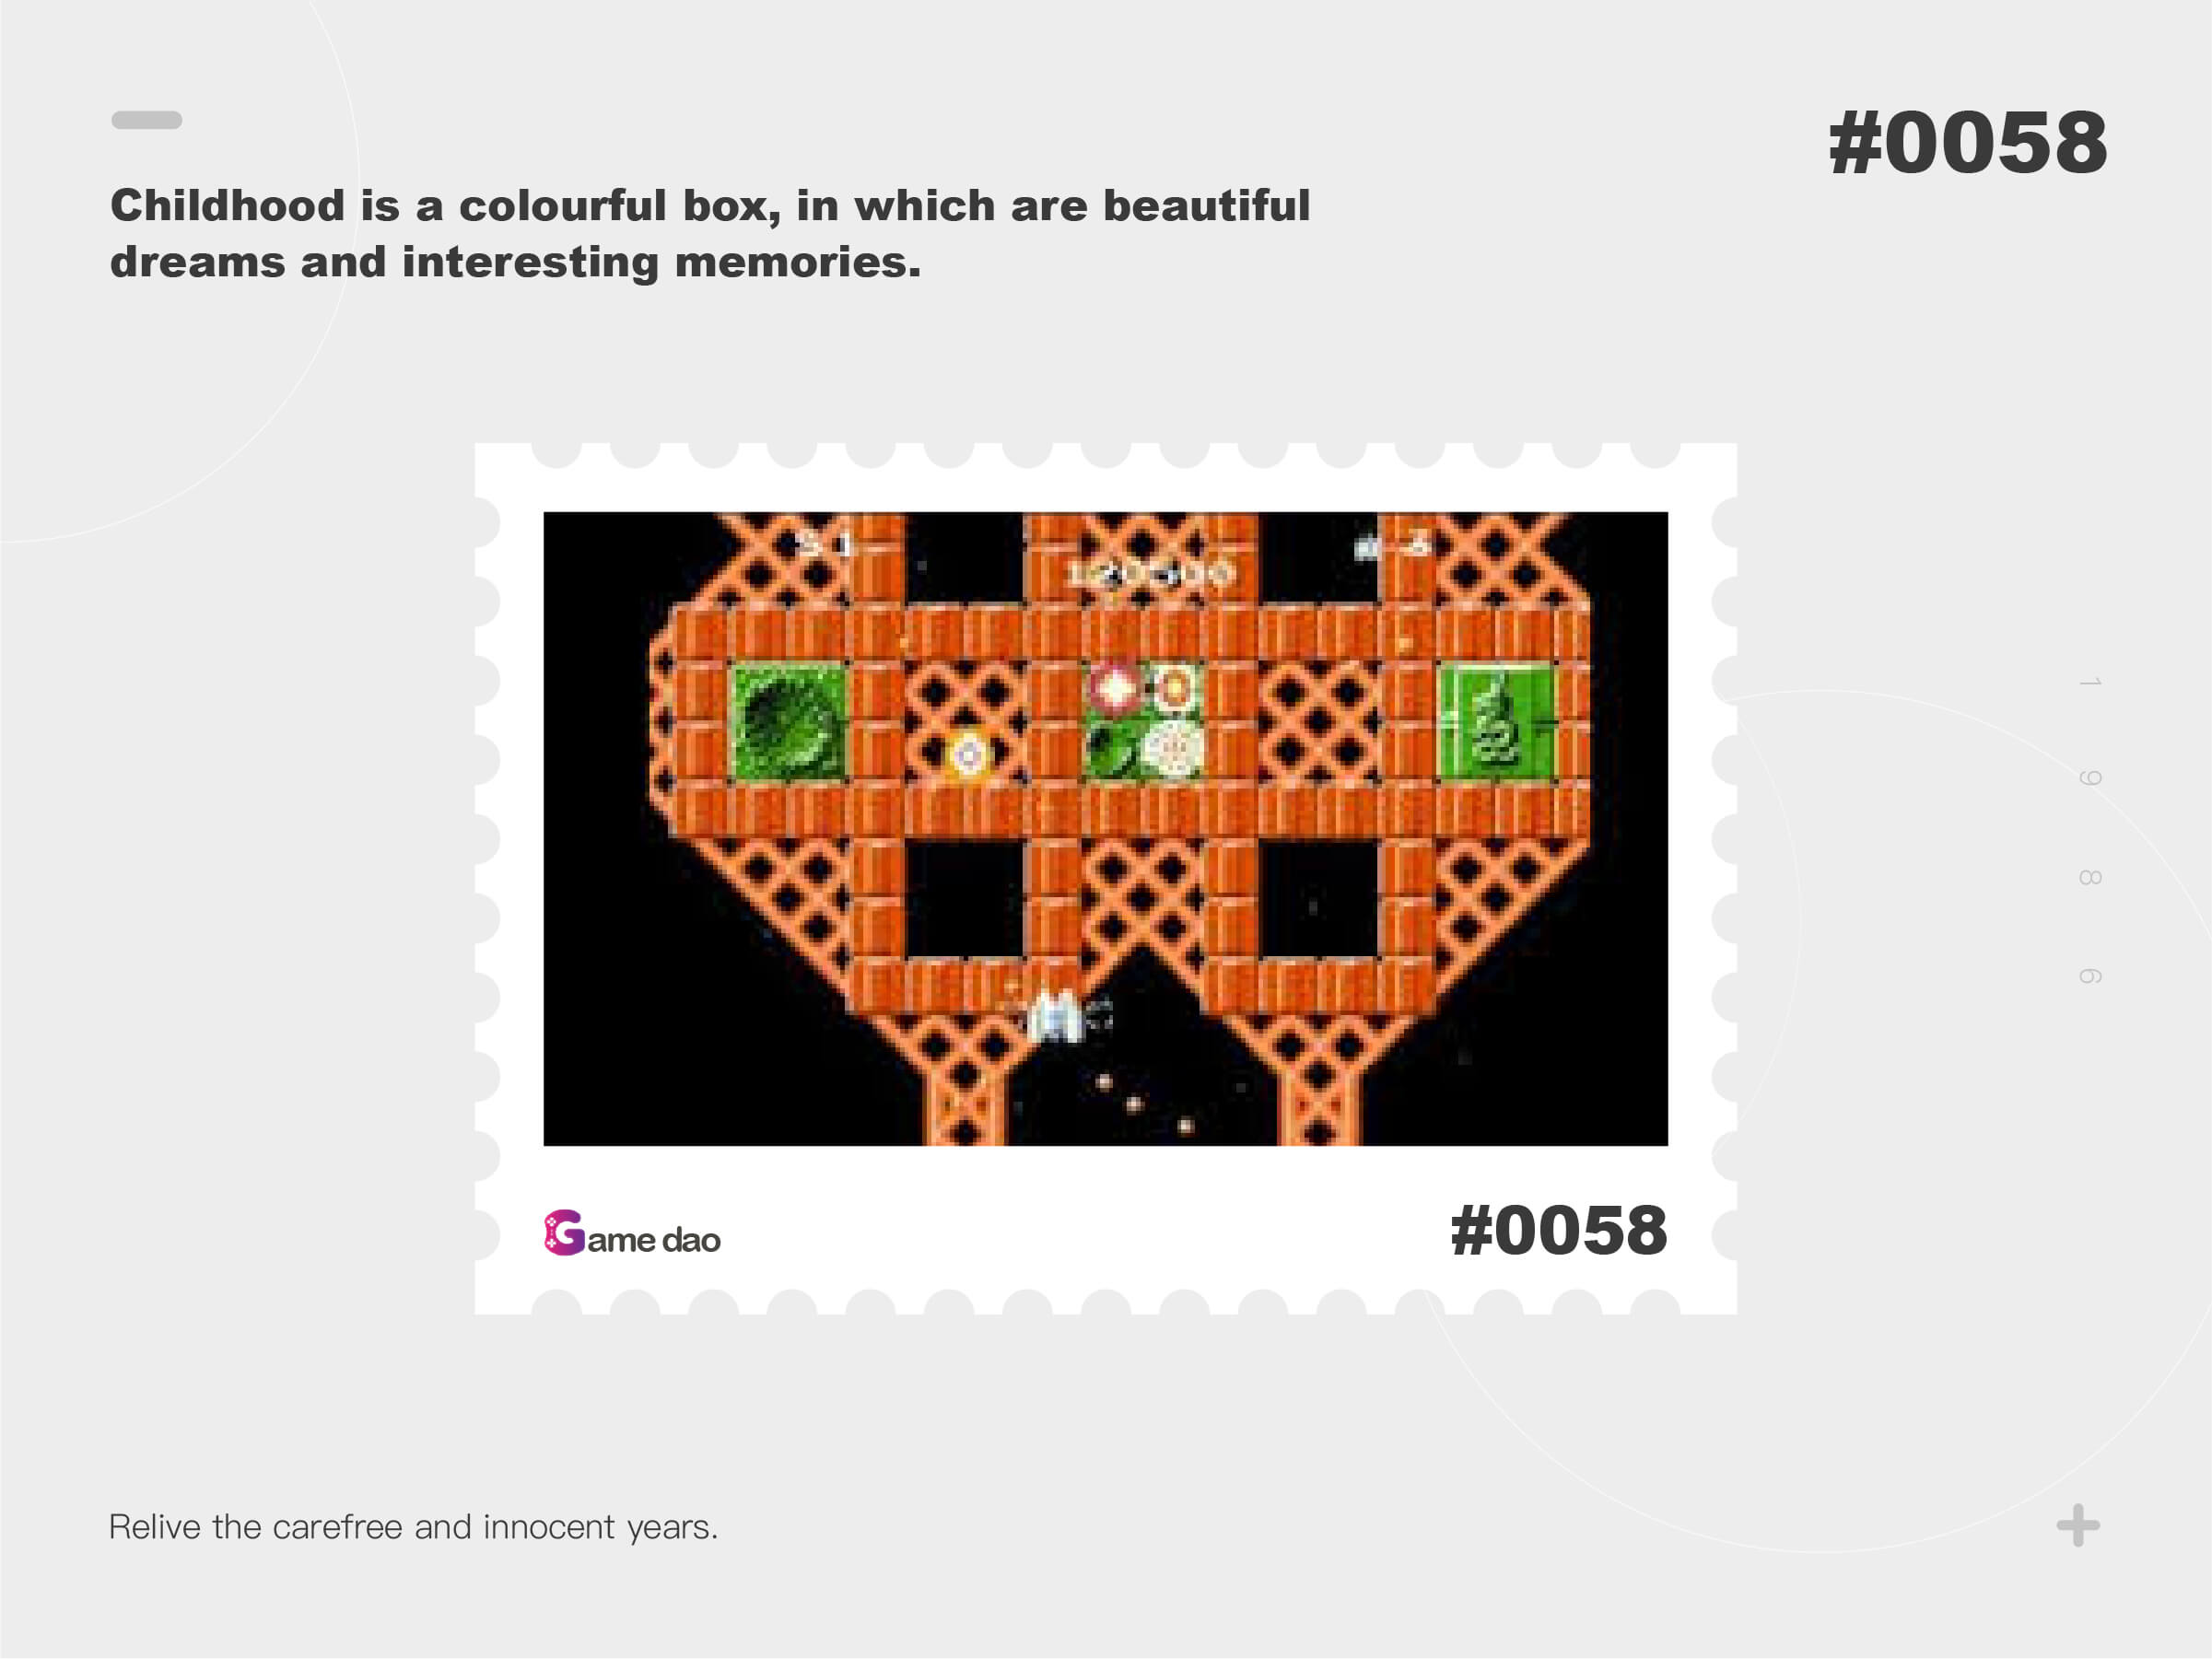 #0058
Childhood is a colourful box, in which are beautiful
dreams and interesting memories.
1 9 8 6
Game dao
#0058
Relive the carefree and innocent years.